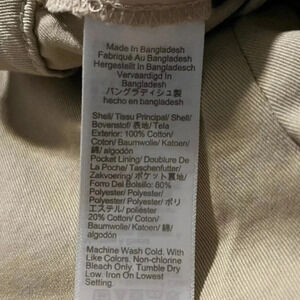 Made In Bangladesh
Fabriqué Au Bangladesh
Hergestellt In Bangladesch
Vervaardigd In
Bangladesh
バングラディシュ製
hecho en bangladesh
Shell/ Tissu Principal/ Shell/
Bovenstof/ 表地/ Tela
Exterior: 100% Cotton/
Coton/ Baumwolle/ Katoen/
綿/ algodón
Pocket Lining/ Doublure De
La Poche/ Taschenfutter/
Zakvoering/ ポケット裏地/
Forro Del Bolsillo: 80%
Polyester/ Polyester/
Polyester/ Polyester/ ポリ
エステル/ poliéster
20% Cotton/ Coton/
Baumwolle/ Katoen/ 綿/
algodón
Machine Wash Cold. With
Like Colors. Non-chlorine
Bleach Only. Tumble Dry
Low. Iron On Lowest
Setting.